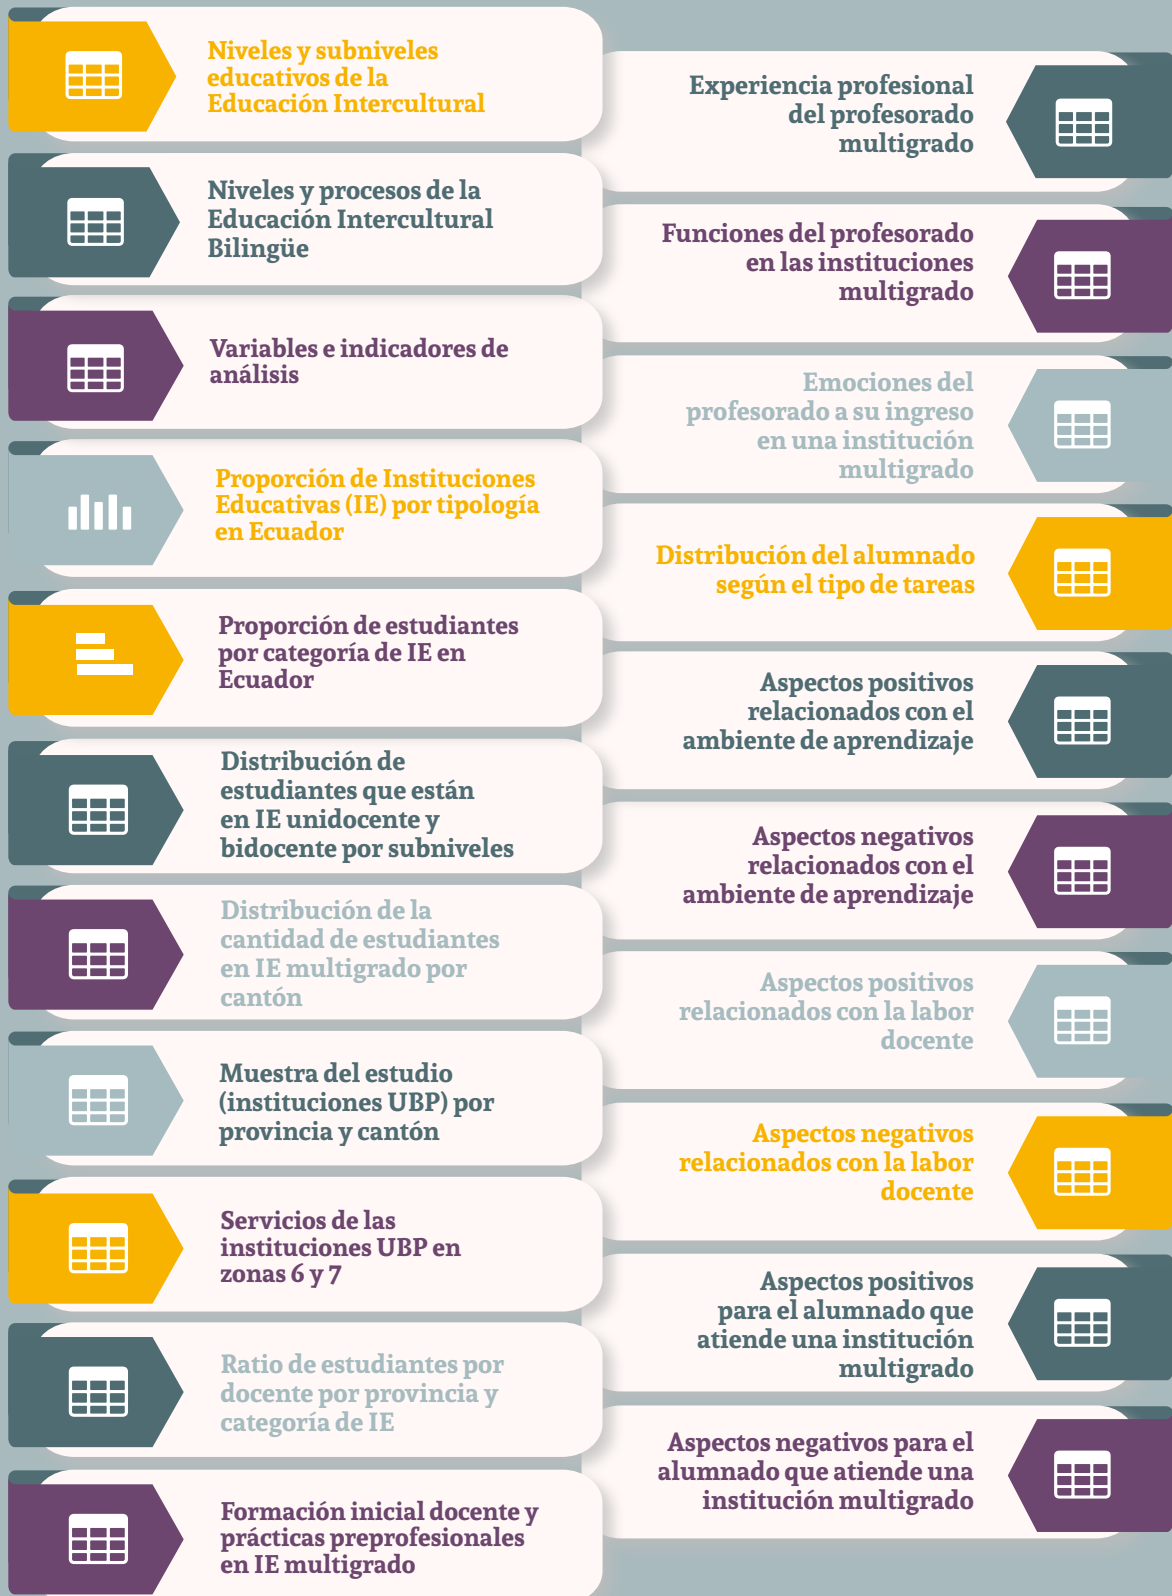 Niveles y subniveles
educativos de la
Educación Intercultural
Niveles y procesos de la
Educación Intercultural
Bilingüe
Variables e indicadores de
análisis
Proporción de Instituciones
Educativas (IE) por tipología
en Ecuador
Proporción de estudiantes
por categoría de IE en
Ecuador
Distribución de
estudiantes que están
en IE unidocente y
bidocente por subniveles
Distribución de la
cantidad de estudiantes
en IE multigrado por
cantón
Muestra del estudio
(instituciones UBP) por
provincia y cantón
Servicios de las
instituciones UBP en
zonas 6 y 7
Ratio de estudiantes por
docente por provincia y
categoría de IE
Formación inicial docente y
prácticas preprofesionales
en IE multigrado
Experiencia profesional
del profesorado
multigrado
Funciones del profesorado
en las instituciones
multigrado
Emociones del
profesorado a su ingreso
en una institución
multigrado
Distribución del alumnado
según el tipo de tareas
Aspectos positivos
relacionados con el
ambiente de aprendizaje
Aspectos negativos
relacionados con el
ambiente de aprendizaje
Aspectos positivos
relacionados con la labor
docente
Aspectos negativos
relacionados con la labor
docente
Aspectos positivos
para el alumnado que
atiende una institución
multigrado
Aspectos negativos para el
alumnado que atiende una
institución multigrado